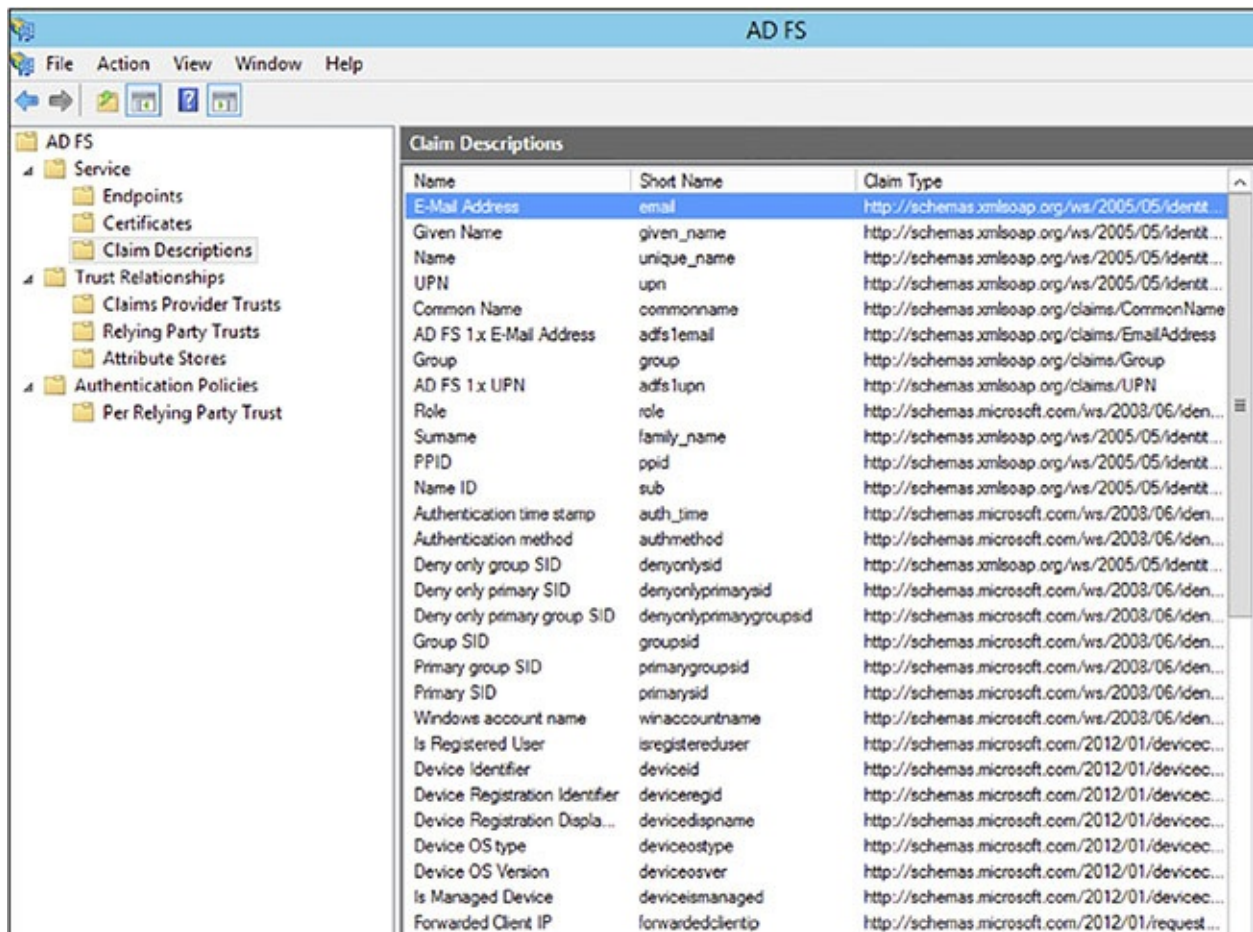 AD FS
File Action View Window Help
AD FS
Service
Endpoints
Certificates
Claim Descriptions
Trust Relationships
Claims Provider Trusts
Relying Party Trusts
Attribute Stores
Authentication Policies
Per Relying Party Trust
Claim Descriptions
Name Short Name Claim Type
E-Mail Address email http://schemas.xmlsoap.org/ws/2005/05/identit...
Given Name given_name http://schemas.xmlsoap.org/ws/2005/05/identit...
Name unique_name http://schemas.xmlsoap.org/ws/2005/05/identit...
UPN upn http://schemas.xmlsoap.org/ws/2005/05/identit...
Common Name commonname http://schemas.xmlsoap.org/claims/CommonName
AD FS 1.x E-Mail Address adfs1email http://schemas.xmlsoap.org/claims/EmailAddress
Group group http://schemas.xmlsoap.org/claims/Group
AD FS 1.x UPN adfs1upn http://schemas.xmlsoap.org/claims/UPN
Role role http://schemas.microsoft.com/ws/2008/06/iden...
Surname family_name http://schemas.xmlsoap.org/ws/2005/05/identit...
PPID ppid http://schemas.xmlsoap.org/ws/2005/05/identit...
Name ID sub http://schemas.xmlsoap.org/ws/2005/05/identit...
Authentication time stamp auth_time http://schemas.microsoft.com/ws/2008/06/iden...
Authentication method authmethod http://schemas.microsoft.com/ws/2008/06/iden...
Deny only group SID denyonlysid http://schemas.xmlsoap.org/ws/2005/05/identit...
Deny only primary SID denyonlyprimarysid http://schemas.microsoft.com/ws/2008/06/iden...
Deny only primary group SID denyonlyprimarygroupsid http://schemas.microsoft.com/ws/2008/06/iden...
Group SID groupsid http://schemas.microsoft.com/ws/2008/06/iden...
Primary group SID primarygroupsid http://schemas.microsoft.com/ws/2008/06/iden...
Primary SID primarysid http://schemas.microsoft.com/ws/2008/06/iden...
Windows account name winaccountname http://schemas.microsoft.com/ws/2008/06/iden...
Is Registered User isregistereduser http://schemas.microsoft.com/2012/01/devicec...
Device Identifier deviceid http://schemas.microsoft.com/2012/01/devicec...
Device Registration Identifier deviceregid http://schemas.microsoft.com/2012/01/devicec...
Device Registration Displa... devicedispname http://schemas.microsoft.com/2012/01/devicec...
Device OS type deviceostype http://schemas.microsoft.com/2012/01/devicec...
Device OS Version deviceosver http://schemas.microsoft.com/2012/01/devicec...
Is Managed Device deviceismanaged http://schemas.microsoft.com/2012/01/devicec...
Forwarded Client IP forwardedclientip http://schemas.microsoft.com/2012/01/request...